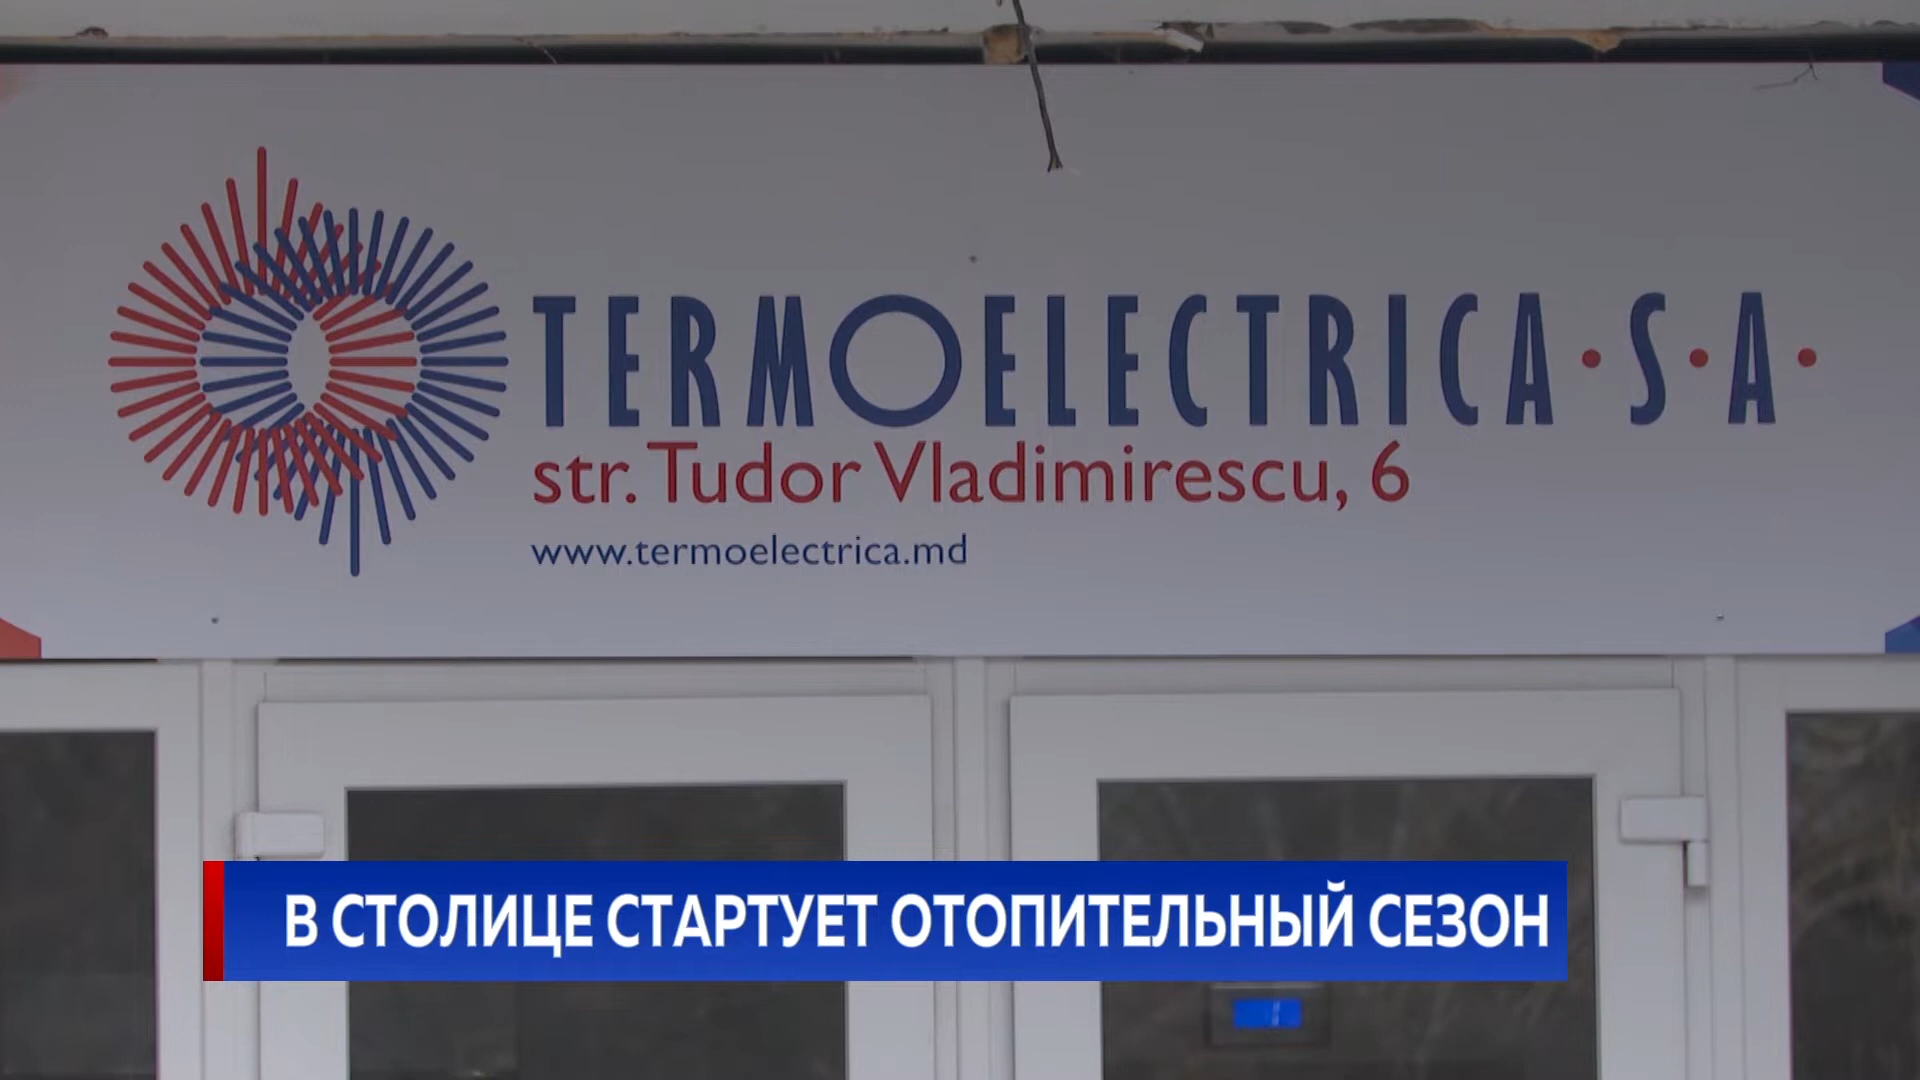 TERMOELECTRICA·S·A·
str. Tudor Vladimirescu, 6
www.termoelectrica.md
В СТОЛИЦЕ СТАРТУЕТ ОТОПИТЕЛЬНЫЙ СЕЗОН